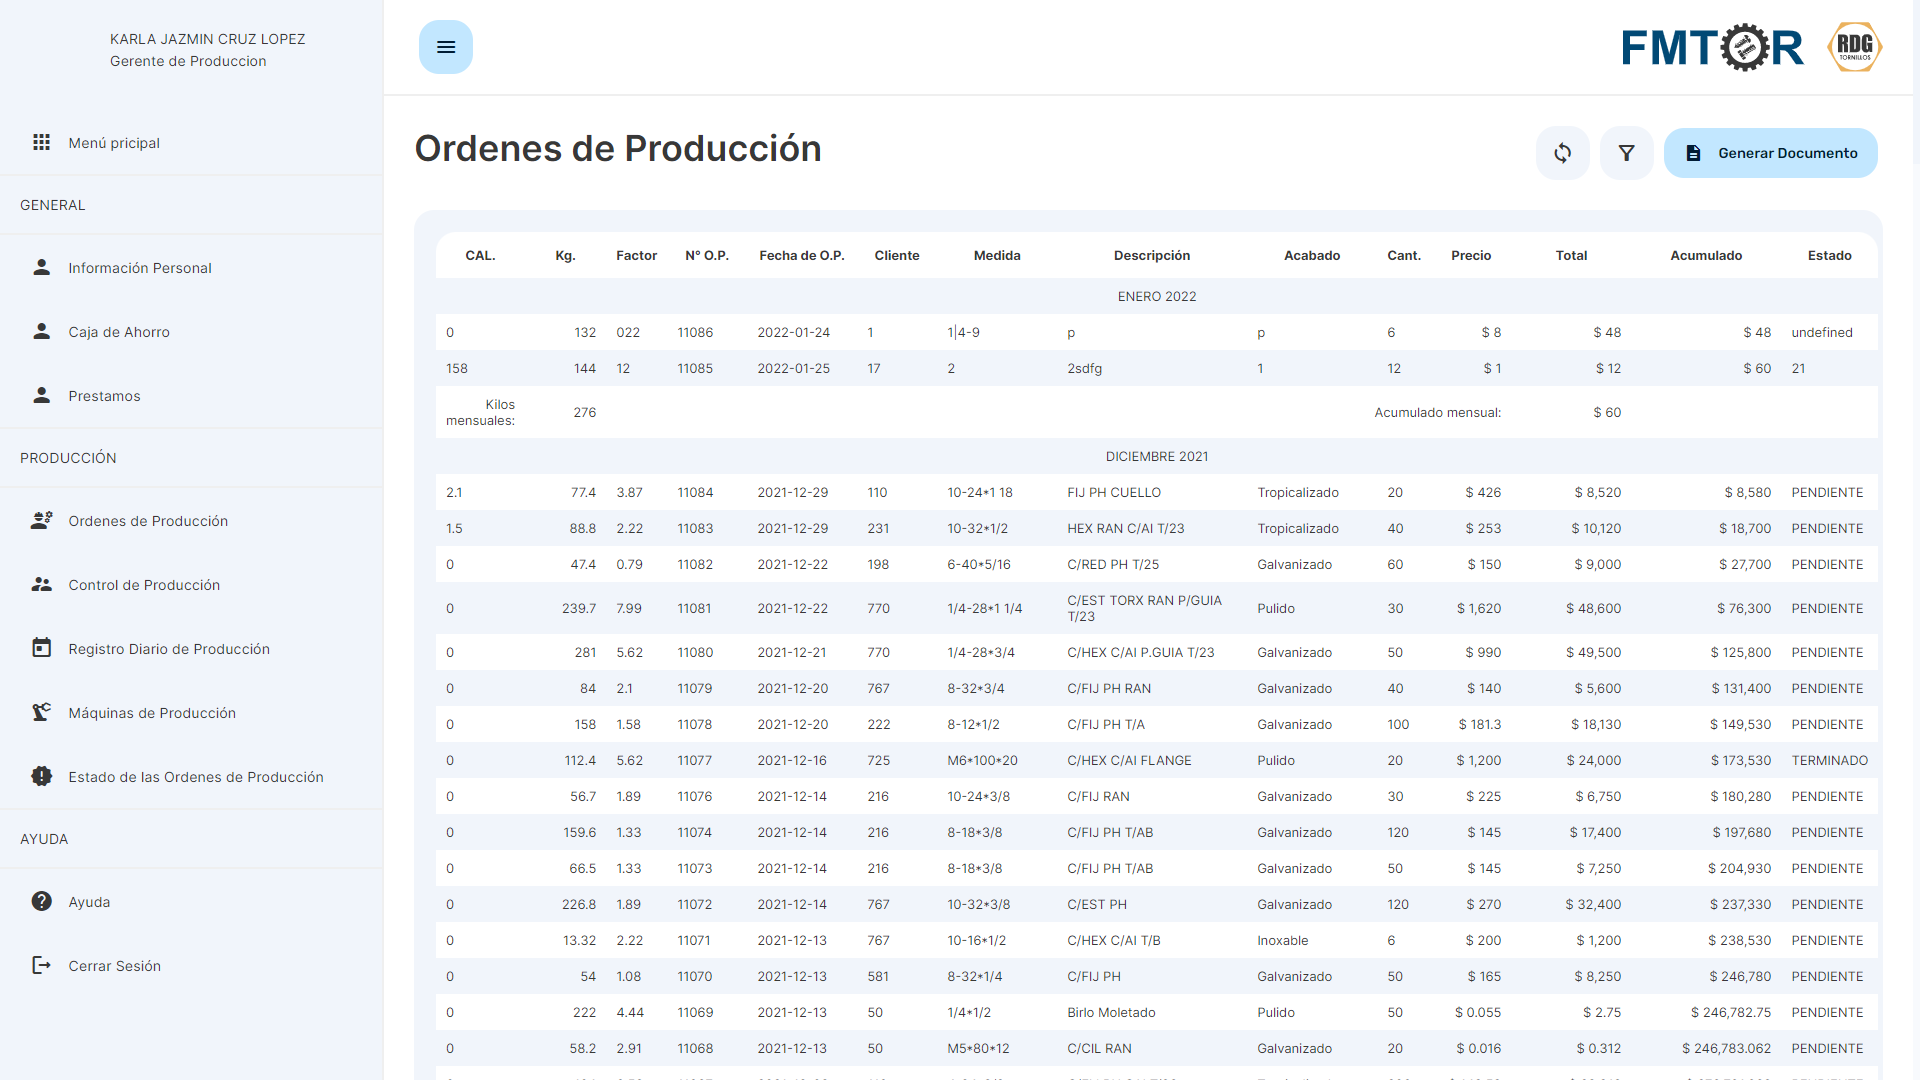 KARLA JAZMIN CRUZ LOPEZ
Gerente de Produccion
Menú pricipal
GENERAL
Información Personal
Caja de Ahorro
Prestamos
PRODUCCIÓN
Ordenes de Producción
Control de Producción
Registro Diario de Producción
Máquinas de Producción
Estado de las Ordenes de Producción
AYUDA
Ayuda
Cerrar Sesión
FMTOR
RDG
TORNILLOS
Ordenes de Producción
Generar Documento
CAL. Kg. Factor N° O.P. Fecha de O.P. Cliente Medida Descripción Acabado Cant. Precio Total Acumulado Estado
ENERO 2022
0 132 022 11086 2022-01-24 1 1|4-9 p p 6 $ 8 $ 48 $ 48 undefined
158 144 12 11085 2022-01-25 17 2 2sdfg 1 12 $ 1 $ 12 $ 60 21
Kilos mensuales: 276 Acumulado mensual: $ 60
DICIEMBRE 2021
2.1 77.4 3.87 11084 2021-12-29 110 10-24*1 18 FIJ PH CUELLO Tropicalizado 20 $ 426 $ 8,520 $ 8,580 PENDIENTE
1.5 88.8 2.22 11083 2021-12-29 231 10-32*1/2 HEX RAN C/AI T/23 Tropicalizado 40 $ 253 $ 10,120 $ 18,700 PENDIENTE
0 47.4 0.79 11082 2021-12-22 198 6-40*5/16 C/RED PH T/25 Galvanizado 60 $ 150 $ 9,000 $ 27,700 PENDIENTE
0 239.7 7.99 11081 2021-12-22 770 1/4-28*1 1/4 C/EST TORX RAN P/GUIA T/23 Pulido 30 $ 1,620 $ 48,600 $ 76,300 PENDIENTE
0 281 5.62 11080 2021-12-21 770 1/4-28*3/4 C/HEX C/AI P.GUIA T/23 Galvanizado 50 $ 990 $ 49,500 $ 125,800 PENDIENTE
0 84 2.1 11079 2021-12-20 767 8-32*3/4 C/FIJ PH RAN Galvanizado 40 $ 140 $ 5,600 $ 131,400 PENDIENTE
0 158 1.58 11078 2021-12-20 222 8-12*1/2 C/FIJ PH T/A Galvanizado 100 $ 181.3 $ 18,130 $ 149,530 PENDIENTE
0 112.4 5.62 11077 2021-12-16 725 M6*100*20 C/HEX C/AI FLANGE Pulido 20 $ 1,200 $ 24,000 $ 173,530 TERMINADO
0 56.7 1.89 11076 2021-12-14 216 10-24*3/8 C/FIJ RAN Galvanizado 30 $ 225 $ 6,750 $ 180,280 PENDIENTE
0 159.6 1.33 11074 2021-12-14 216 8-18*3/8 C/FIJ PH T/AB Galvanizado 120 $ 145 $ 17,400 $ 197,680 PENDIENTE
0 66.5 1.33 11073 2021-12-14 216 8-18*3/8 C/FIJ PH T/AB Galvanizado 50 $ 145 $ 7,250 $ 204,930 PENDIENTE
0 226.8 1.89 11072 2021-12-14 767 10-32*3/8 C/EST PH Galvanizado 120 $ 270 $ 32,400 $ 237,330 PENDIENTE
0 13.32 2.22 11071 2021-12-13 767 10-16*1/2 C/HEX C/AI T/B Inoxable 6 $ 200 $ 1,200 $ 238,530 PENDIENTE
0 54 1.08 11070 2021-12-13 581 8-32*1/4 C/FIJ PH Galvanizado 50 $ 165 $ 8,250 $ 246,780 PENDIENTE
0 222 4.44 11069 2021-12-13 50 1/4*1/2 Birlo Moletado Pulido 50 $ 0.055 $ 2.75 $ 246,782.75 PENDIENTE
0 58.2 2.91 11068 2021-12-13 50 M5*80*12 C/CIL RAN Galvanizado 20 $ 0.016 $ 0.312 $ 246,783.062 PENDIENTE